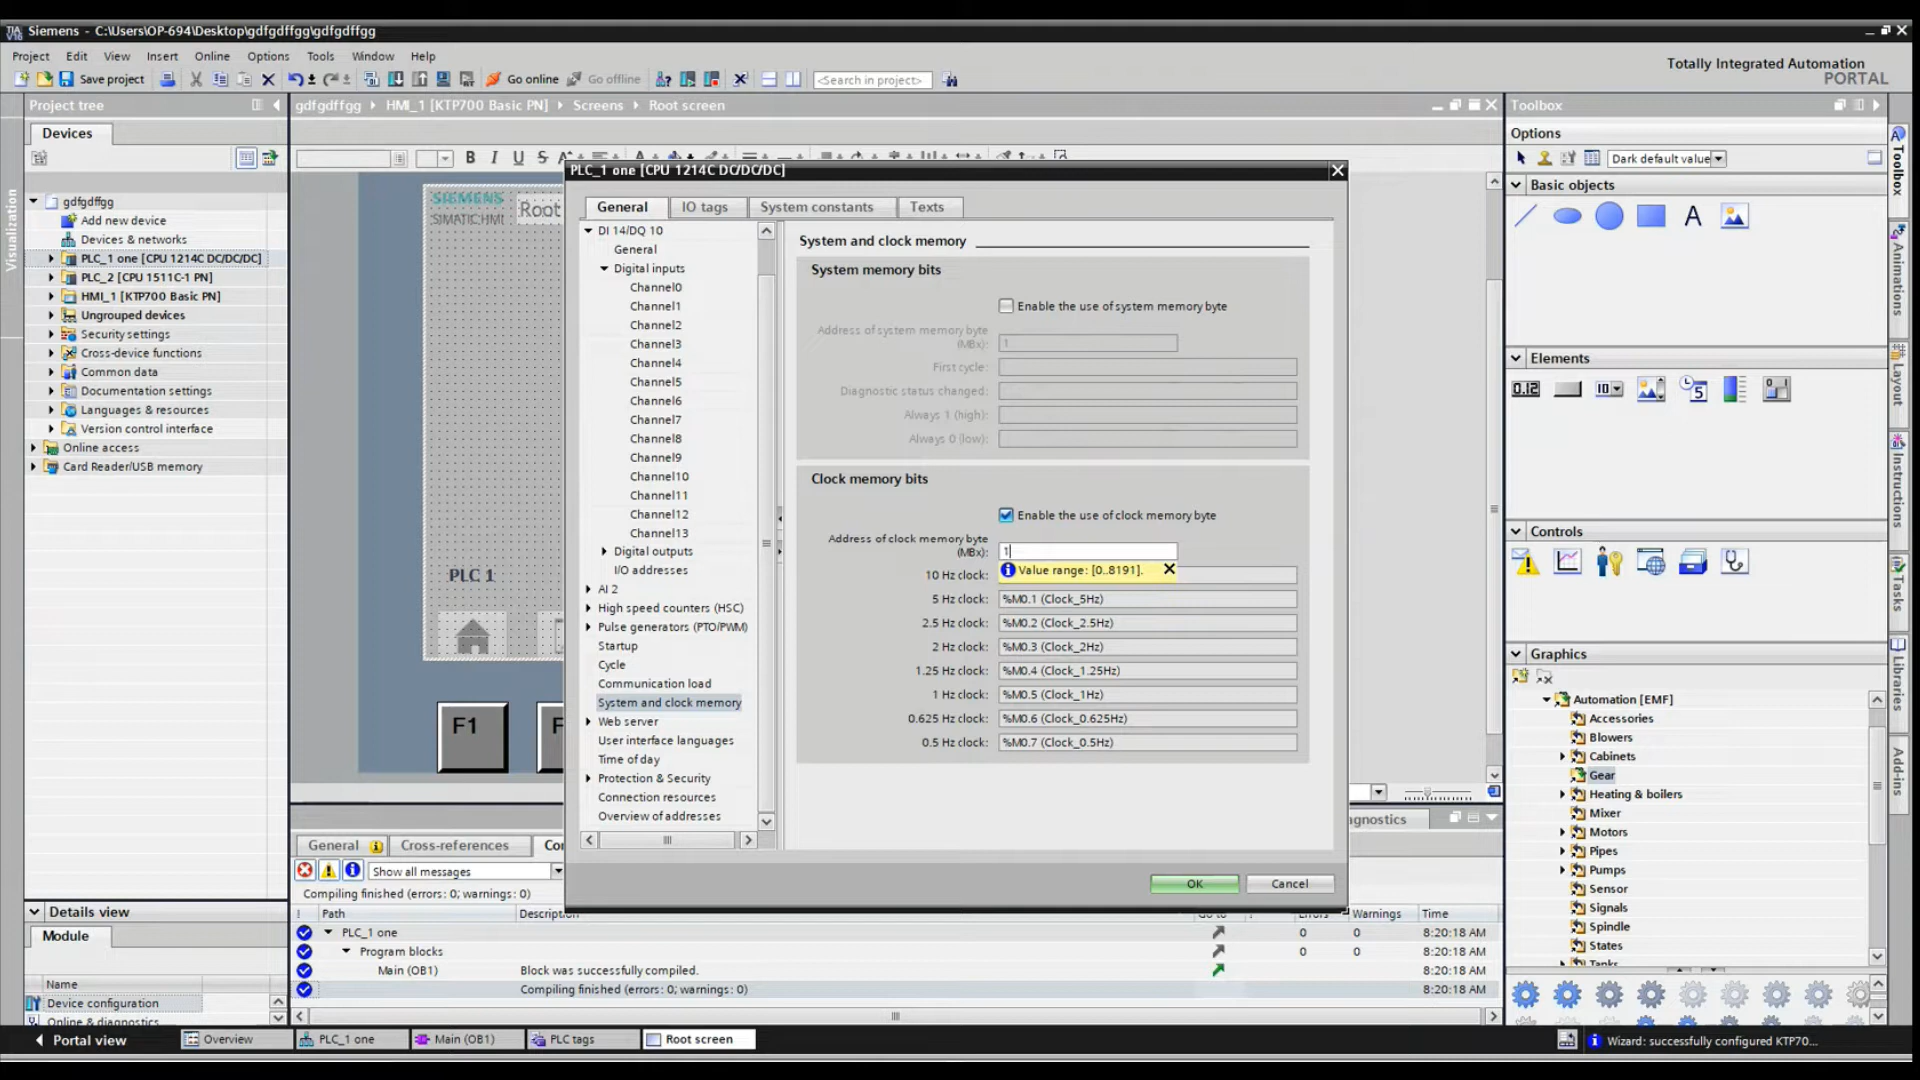 Siemens - C:\Users\OP-694\Desktop\gdfgdffgg\gdfgdffgg
Project Edit View Insert Online Options Tools Window Help
Save project
Go online
Go offline
<Search in project>
Totally Integrated Automation
PORTAL
Project tree
gdfgdffgg
HMI_1 [KTP700 Basic PN]
Screens
Root screen
Toolbox
Devices
Options
Dark default value
Visualization
gdfgdffgg
Add new device
Devices & networks
PLC_1 one [CPU 1214C DC/DC/DC]
PLC_2 [CPU 1511C-1 PN]
HMI_1 [KTP700 Basic PN]
Ungrouped devices
Security settings
Cross-device functions
Common data
Documentation settings
Languages & resources
Version control interface
Online access
Card Reader/USB memory
SIEMENS
SIMATIC HMI
Root
PLC 1
F1
PLC_1 one [CPU 1214C DC/DC/DC]
General IO tags System constants Texts
DI 14/DQ 10
General
Digital inputs
Channel0
Channel1
Channel2
Channel3
Channel4
Channel5
Channel6
Channel7
Channel8
Channel9
Channel10
Channel11
Channel12
Channel13
Digital outputs
I/O addresses
AI 2
High speed counters (HSC)
Pulse generators (PTO/PWM)
Startup
Cycle
Communication load
System and clock memory
Web server
User interface languages
Time of day
Protection & Security
Connection resources
Overview of addresses
System and clock memory
System memory bits
Enable the use of system memory byte
Address of system memory byte
(MBx): 1
First cycle:
Diagnostic status changed:
Always 1 (high):
Always 0 (low):
Clock memory bits
Enable the use of clock memory byte
Address of clock memory byte
(MBx): 1
Value range: [0..8191].
10 Hz clock:
5 Hz clock: %M0.1 (Clock_5Hz)
2.5 Hz clock: %M0.2 (Clock_2.5Hz)
2 Hz clock: %M0.3 (Clock_2Hz)
1.25 Hz clock: %M0.4 (Clock_1.25Hz)
1 Hz clock: %M0.5 (Clock_1Hz)
0.625 Hz clock: %M0.6 (Clock_0.625Hz)
0.5 Hz clock: %M0.7 (Clock_0.5Hz)
OK Cancel
Basic objects
Elements
Controls
Graphics
Automation [EMF]
Accessories
Blowers
Cabinets
Gear
Heating & boilers
Mixer
Motors
Pipes
Pumps
Sensor
Signals
Spindle
States
Tanks
Toolbox
Animations
Layout
Instructions
Tasks
Libraries
Add-ins
General Cross-references
Show all messages
Compiling finished (errors: 0; warnings: 0)
! Path Description Go to ? Errors Warnings Time
PLC_1 one 0 0 8:20:18 AM
Program blocks 0 0 8:20:18 AM
Main (OB1) Block was successfully compiled. 8:20:18 AM
Compiling finished (errors: 0; warnings: 0) 8:20:18 AM
Details view
Module
Name
Device configuration
Online & diagnostics
Portal view
Overview
PLC_1 one
Main (OB1)
PLC tags
Root screen
Wizard: successfully configured KTP70...